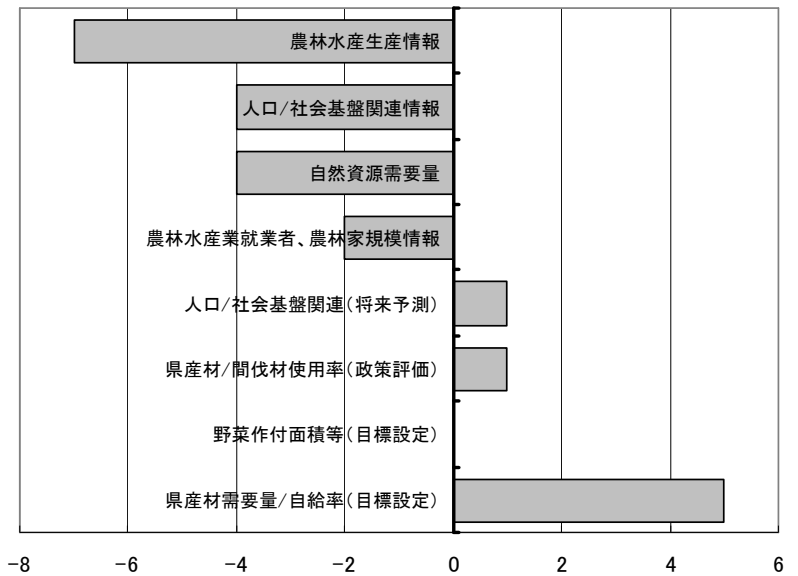 農林水産生産情報
人口/社会基盤関連情報
自然資源需要量
農林水産業就業者、農林家規模情報
人口/社会基盤関連(将来予測)
県産材/間伐材使用率(政策評価)
野菜作付面積等(目標設定)
県産材需要量/自給率(目標設定)
-8 -6 -4 -2 0 2 4 6